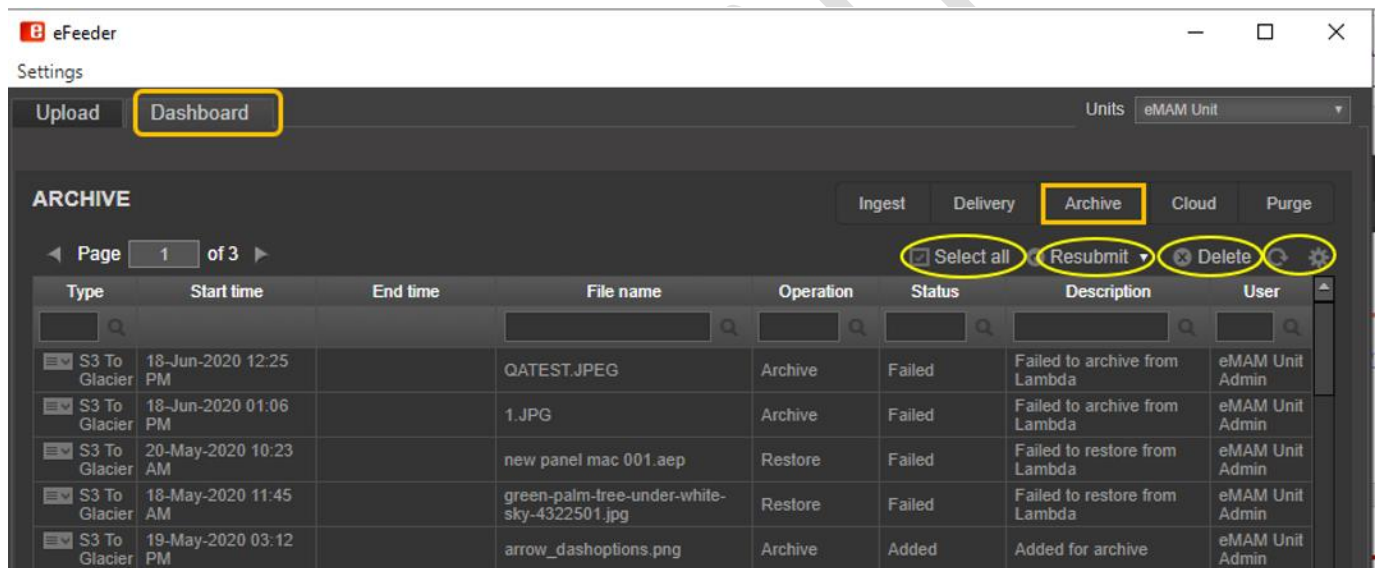 eFeeder
Settings
Upload Dashboard Units eMAM Unit
ARCHIVE Ingest Delivery Archive Cloud Purge
Page 1 of 3 Select all Resubmit Delete
Type Start time End time File name Operation Status Description User
S3 To Glacier 18-Jun-2020 12:25 PM QATEST.JPEG Archive Failed Failed to archive from Lambda eMAM Unit Admin
S3 To Glacier 18-Jun-2020 01:06 PM 1.JPG Archive Failed Failed to archive from Lambda eMAM Unit Admin
S3 To Glacier 20-May-2020 10:23 AM new panel mac 001.aep Restore Failed Failed to restore from Lambda eMAM Unit Admin
S3 To Glacier 18-May-2020 11:45 AM green-palm-tree-under-white-sky-4322501.jpg Restore Failed Failed to restore from Lambda eMAM Unit Admin
S3 To Glacier 19-May-2020 03:12 PM arrow_dashoptions.png Archive Added Added for archive eMAM Unit Admin